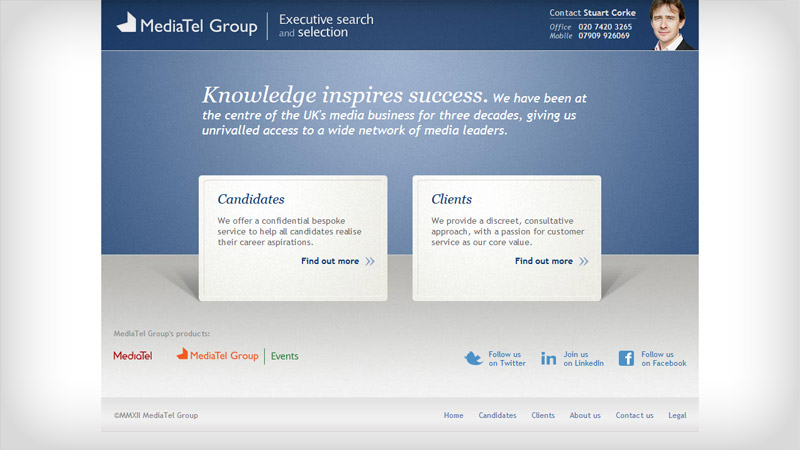 MediaTel Group
Executive search
and selection
Contact Stuart Corke
Office 020 7420 3265
Mobile 07909 926069
Knowledge inspires success. We have been at
the centre of the UK's media business for three decades, giving us
unrivalled access to a wide network of media leaders.
Candidates
We offer a confidential bespoke
service to help all candidates realise
their career aspirations.
Find out more
Clients
We provide a discreet, consultative
approach, with a passion for customer
service as our core value.
Find out more
MediaTel Group's products:
MediaTel
MediaTel Group Events
Follow us
on Twitter
in
Join us
on LinkedIn
f
Follow us
on Facebook
©MMXII MediaTel Group
Home Candidates Clients About us Contact us Legal